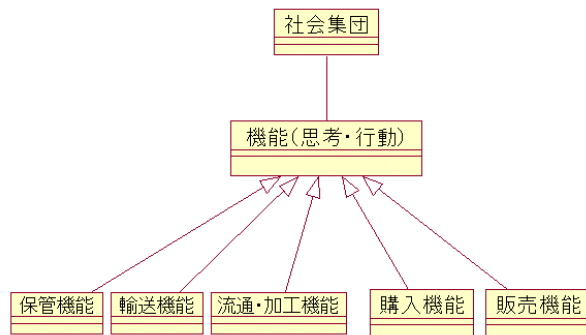 社会集団
機能(思考・行動)
保管機能
輸送機能
流通・加工機能
購入機能
販売機能